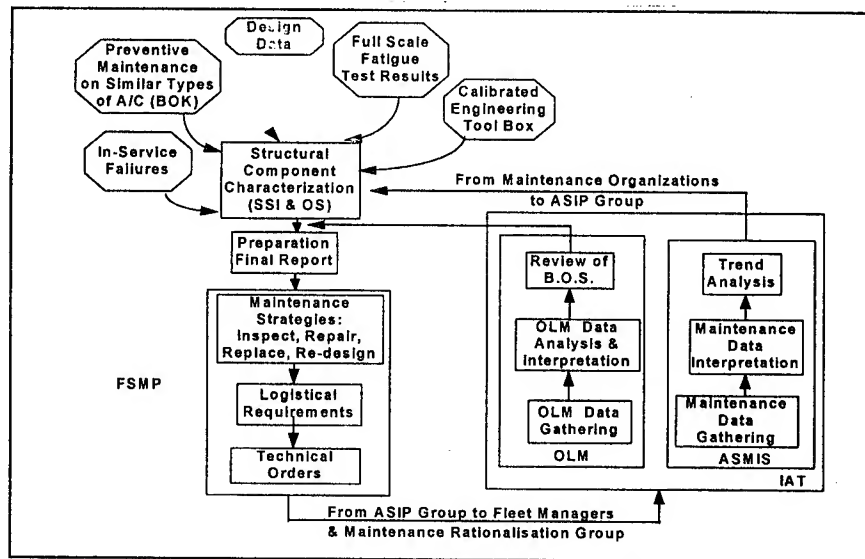 Design
Data
Preventive
Maintenance
on Similar Types
of A/C (BOK)
Full Scale
Fatigue
Test Results
Calibrated
Engineering
Tool Box
In-Service
Failures
Structural
Component
Characterization
(SSI & OS)
From Maintenance Organizations
to ASIP Group
Preparation
Final Report
Maintenance
Strategies:
Inspect, Repair,
Replace, Re-design
FSMP
Logistical
Requirements
Technical
Orders
Review of
B.O.S.
OLM Data
Analysis &
Interpretation
OLM Data
Gathering
OLM
Trend
Analysis
Maintenance
Data
Interpretation
Maintenance
Data
Gathering
ASMIS
IAT
From ASIP Group to Fleet Managers
& Maintenance Rationalisation Group